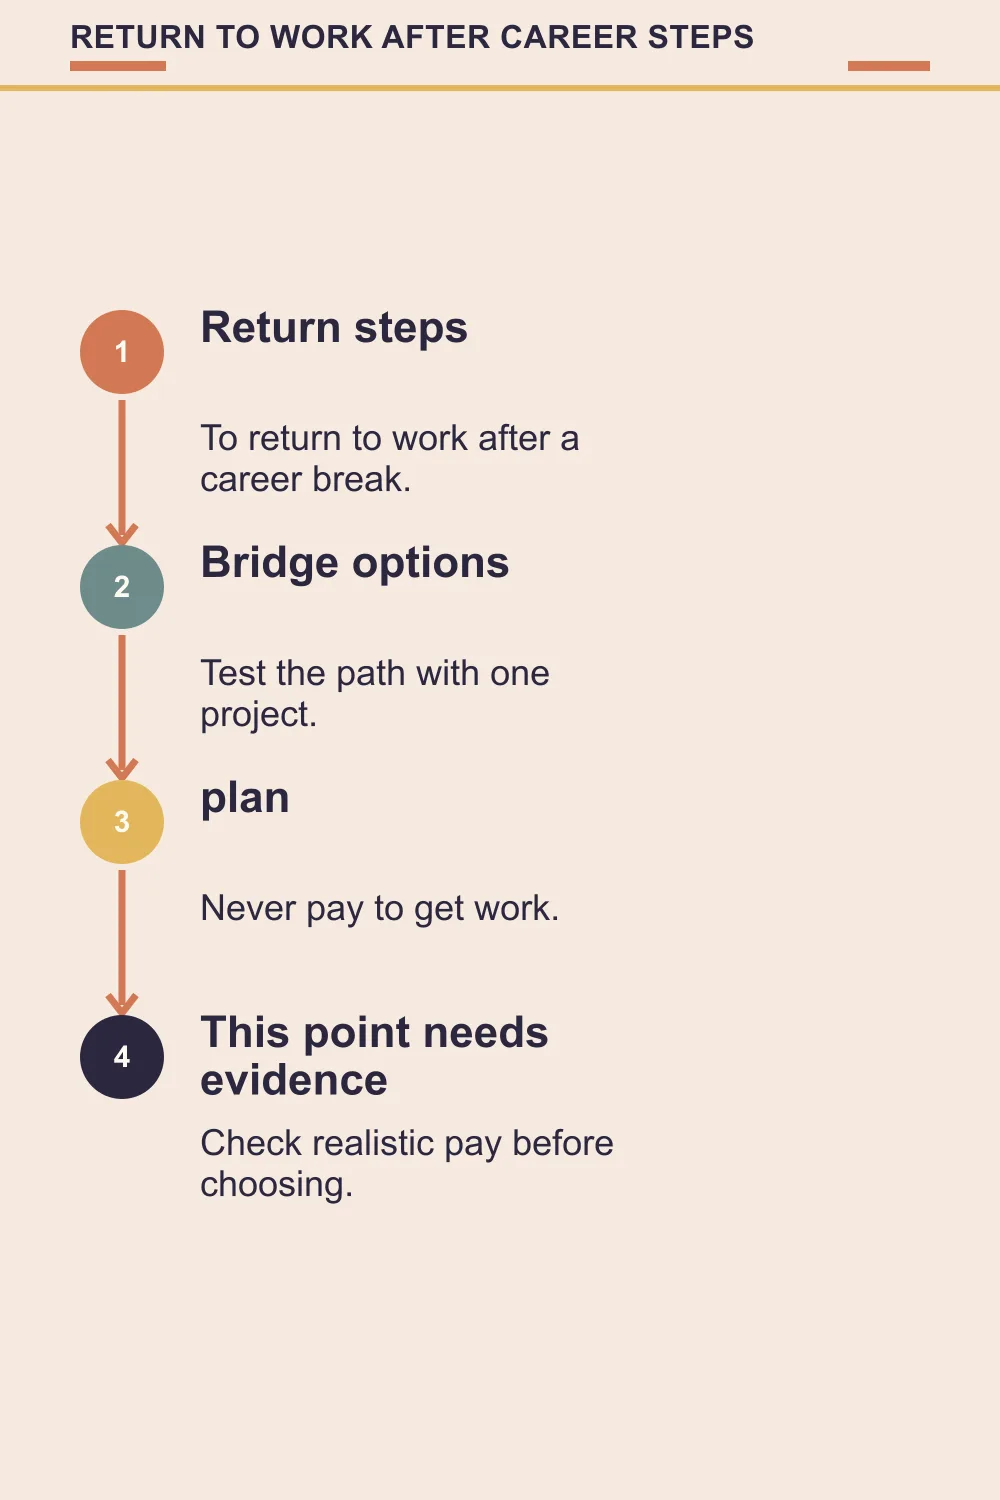 RETURN TO WORK AFTER CAREER STEPS
1
Return steps
To return to work after a
career break.
2
Bridge options
Test the path with one
project.
3
plan
Never pay to get work.
4
This point needs
evidence
Check realistic pay before
choosing.